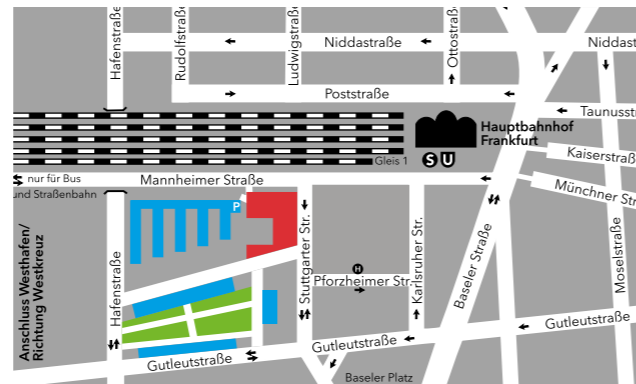 Hafenstraße
Rudolfstraße
Ludwigstraße
Ottostraße
Niddastraße
Niddast
Poststraße
Taunusstr
Hauptbahnhof
Frankfurt
Gleis 1
S U
Kaiserstraß
Münchner Str
nur für Bus
und Straßenbahn
Mannheimer Straße
P
Anschluss Westhafen/
Richtung Westkreuz
Hafenstraße
Stuttgarter Str.
H
Pforzheimer Str.
Karlsruher Str.
Baseler Straße
Moselstraße
Gutleutstraße
Gutleutstraße
Gutleutstraße
Baseler Platz